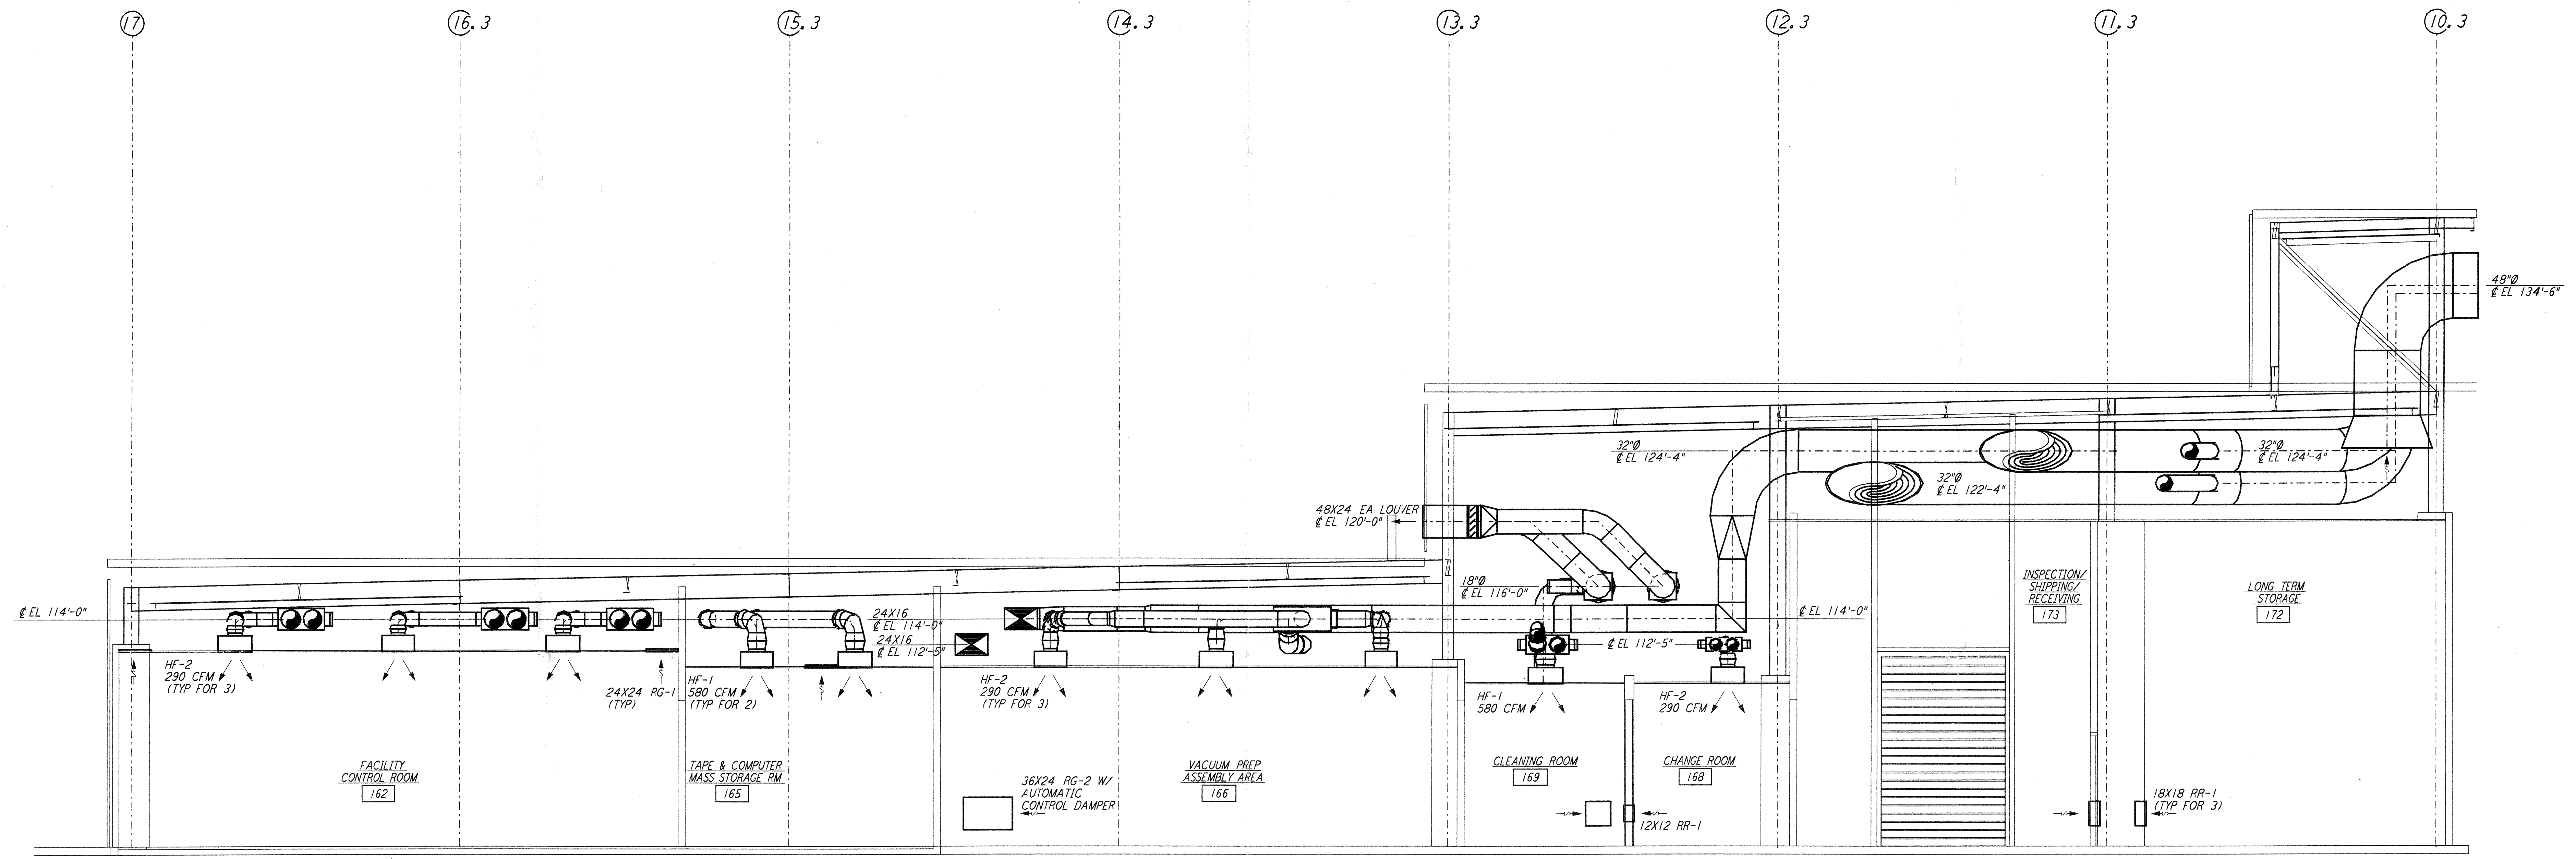 17
16.3
15.3
14.3
13.3
12.3
11.3
10.3
48"Ø
℄ EL 134'-6"
32"Ø
℄ EL 124'-4"
32"Ø
℄ EL 124'-4"
32"Ø
℄ EL 122'-4"
48X24 EA LOUVER
℄ EL 120'-0"
18"Ø
℄ EL 116'-0"
℄ EL 114'-0"
24X16
℄ EL 114'-0"
24X16
℄ EL 112'-5"
℄ EL 114'-0"
℄ EL 112'-5"
HF-2
290 CFM
(TYP FOR 3)
24X24 RG-1
(TYP)
HF-1
580 CFM
(TYP FOR 2)
HF-2
290 CFM
(TYP FOR 3)
HF-1
580 CFM
HF-2
290 CFM
INSPECTION/
SHIPPING/
RECEIVING
173
LONG TERM
STORAGE
172
FACILITY
CONTROL ROOM
162
TAPE & COMPUTER
MASS STORAGE RM
165
36X24 RG-2 W/
AUTOMATIC
CONTROL DAMPER
VACUUM PREP
ASSEMBLY AREA
166
CLEANING ROOM
169
CHANGE ROOM
168
12X12 RR-1
18X18 RR-1
(TYP FOR 3)